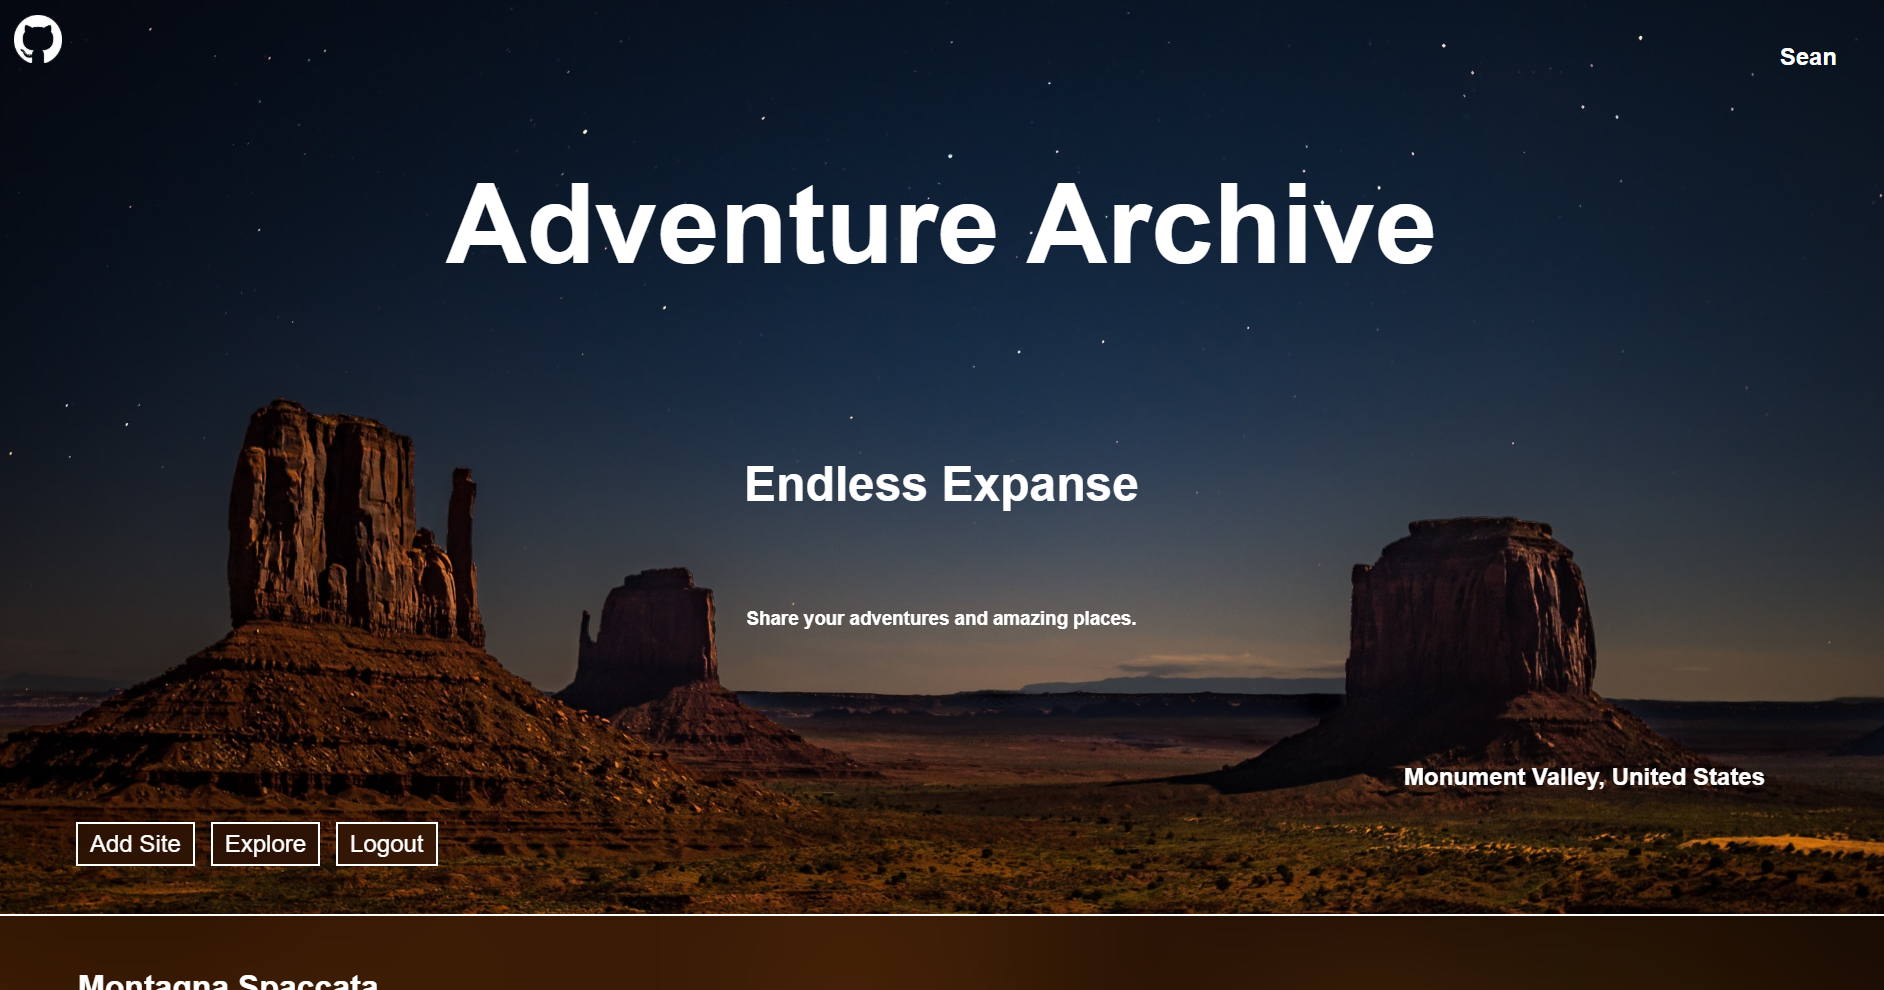 Sean
Adventure Archive
Endless Expanse
Share your adventures and amazing places.
Monument Valley, United States
Add Site
Explore
Logout
Montagna Spaccata